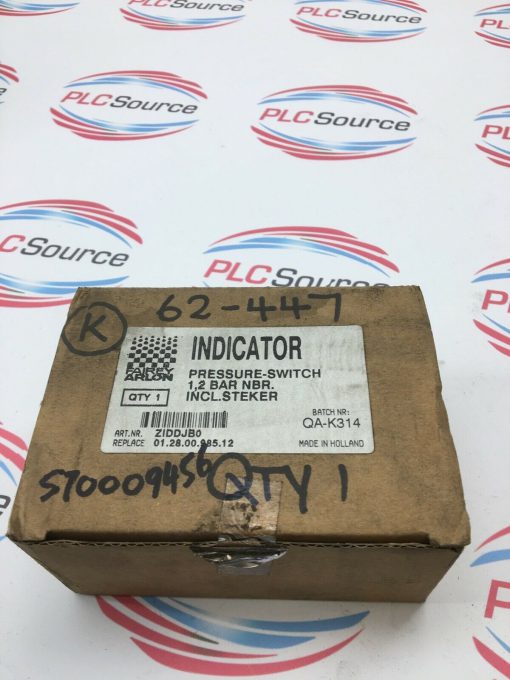 PLCSource
PLCSource
PLCSource
PLCSource
PLCSource
62-447
K
FAIREY
ARLON
INDICATOR
PRESSURE-SWITCH
1,2 BAR NBR.
INCL.STEKER
QTY 1
BATCH NR:
QA-K314
ART.NR. ZIDDJB0
REPLACE 01.28.00.985.12
MADE IN HOLLAND
ST0009456
QTY 1